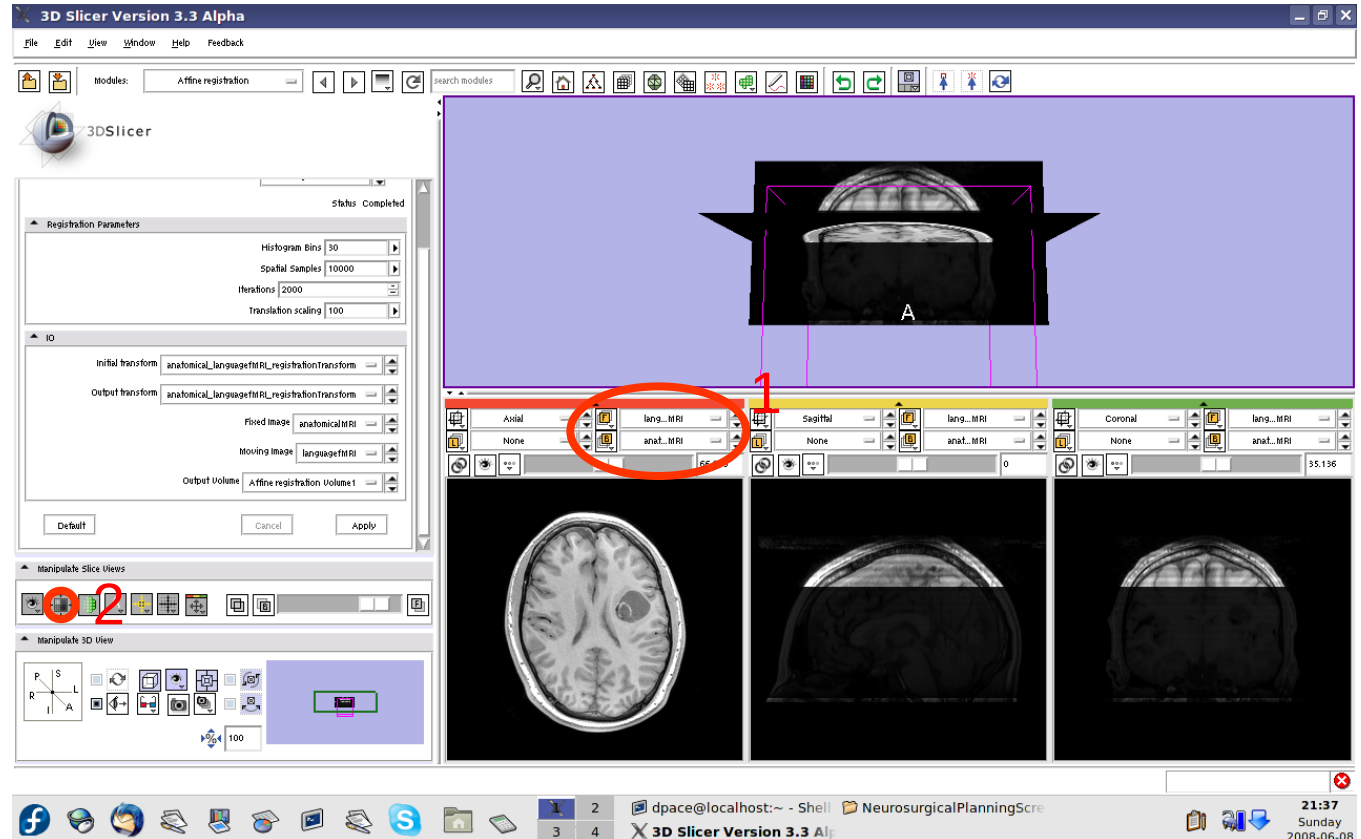 3D Slicer Version 3.3 Alpha
File Edit View Window Help Feedback
Modules: Affine registration search modules
3DSlicer
Status Completed
Registration Parameters
Histogram Bins 30
Spatial Samples 10000
Iterations 2000
Translation scaling 100
IO
Initial transform anatomical_languagefMRI_registrationTransform
Output transform anatomical_languagefMRI_registrationTransform
Fixed Image anatomicalMRI
Moving Image languagefMRI
Output Volume Affine registration Volume1
Default Cancel Apply
Manipulate Slice Views
2
B F
Manipulate 3D View
P S
R L
I A
% 100
A
1
Axial F lang...MRI Sagittal F lang...MRI Coronal F lang...MRI
L None B anat...MRI L None B anat...MRI L None B anat...MRI
0 35.136
1 2 dpace@localhost:~ - Shell NeurosurgicalPlanningScre
3 4 3D Slicer Version 3.3 Alp
21:37
Sunday
2008-06-08